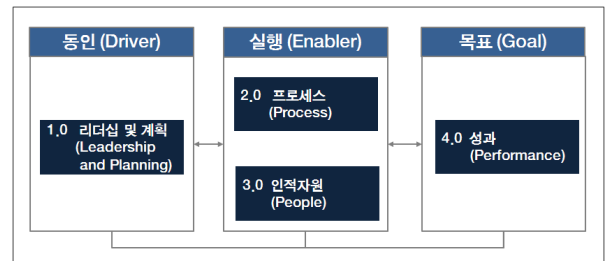 동인 (Driver)
1.0 리더십 및 계획
(Leadership
and Planning)
실행 (Enabler)
2.0 프로세스
(Process)
3.0 인적자원
(People)
목표 (Goal)
4.0 성과
(Performance)